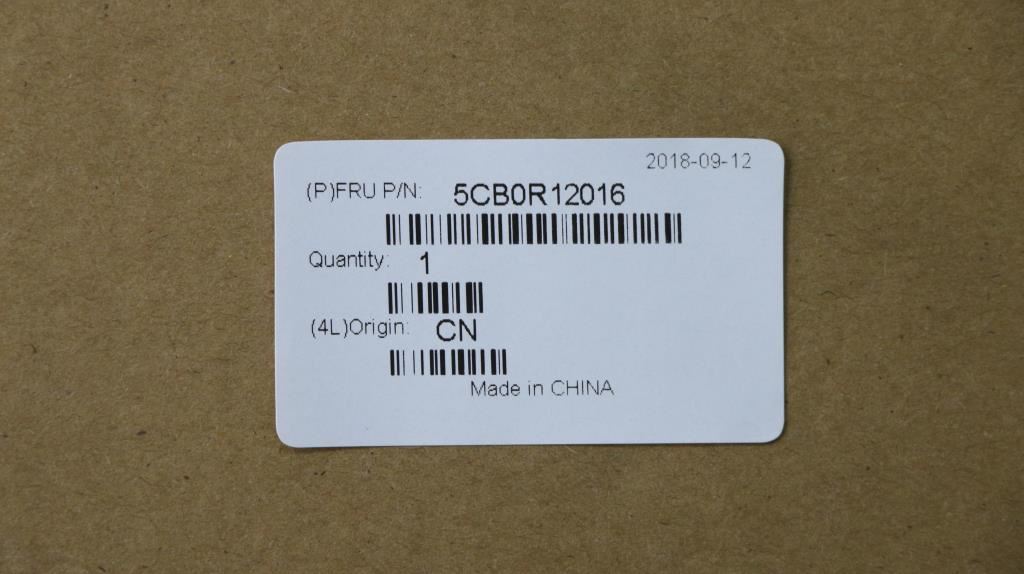 2018-09-12
(P)FRU P/N: 5CB0R12016
Quantity: 1
(4L)Origin: CN
Made in CHINA